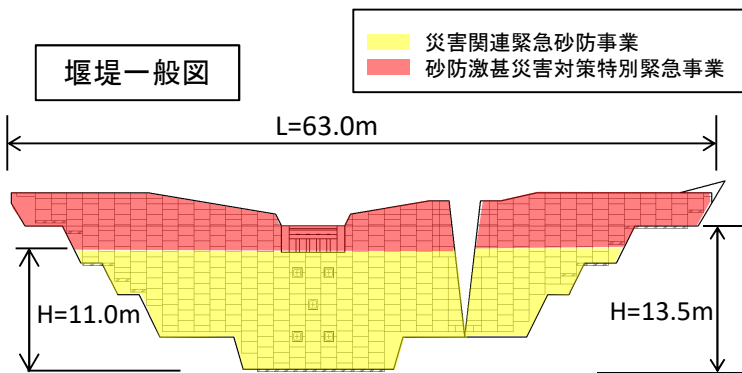 災害関連緊急砂防事業
砂防激甚災害対策特別緊急事業
堰堤一般図
L=63.0m
H=11.0m
H=13.5m